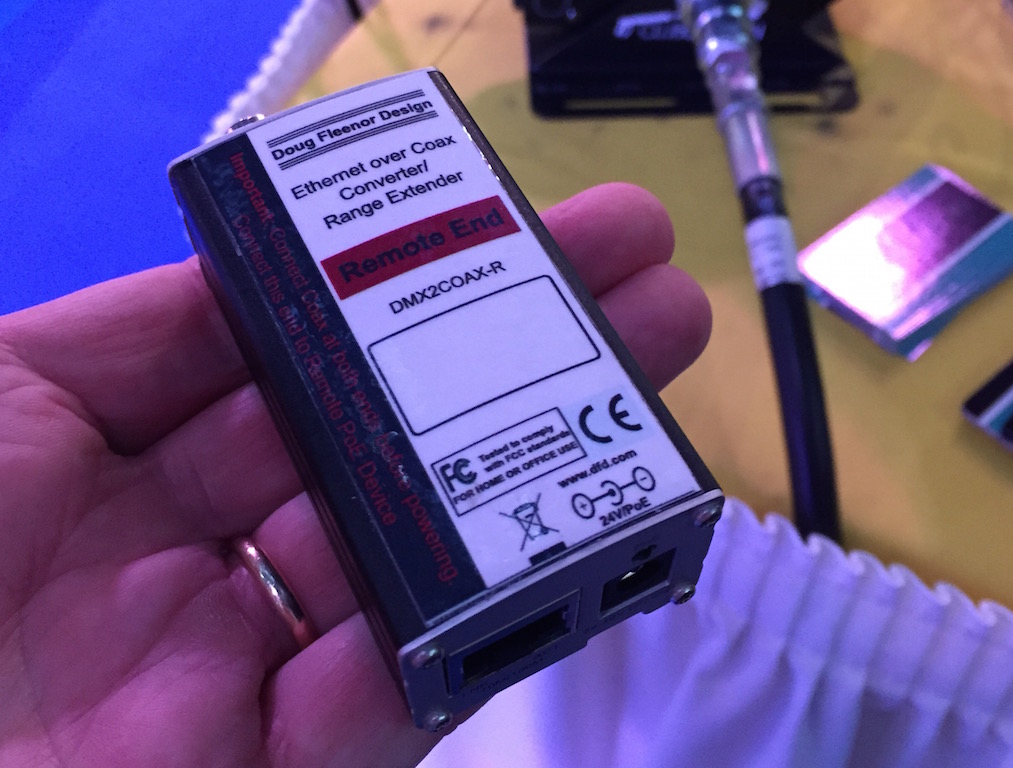 Doug Fleenor Design
Ethernet over Coax
Converter/
Range Extender
Remote End
DMX2COAX-R
FC Tested to comply
with FCC standards
FOR HOME OR OFFICE USE
CE
www.dfd.com
24V/PoE
Important: Connect Coax at both ends before powering
Connect this end to Remote PoE Device